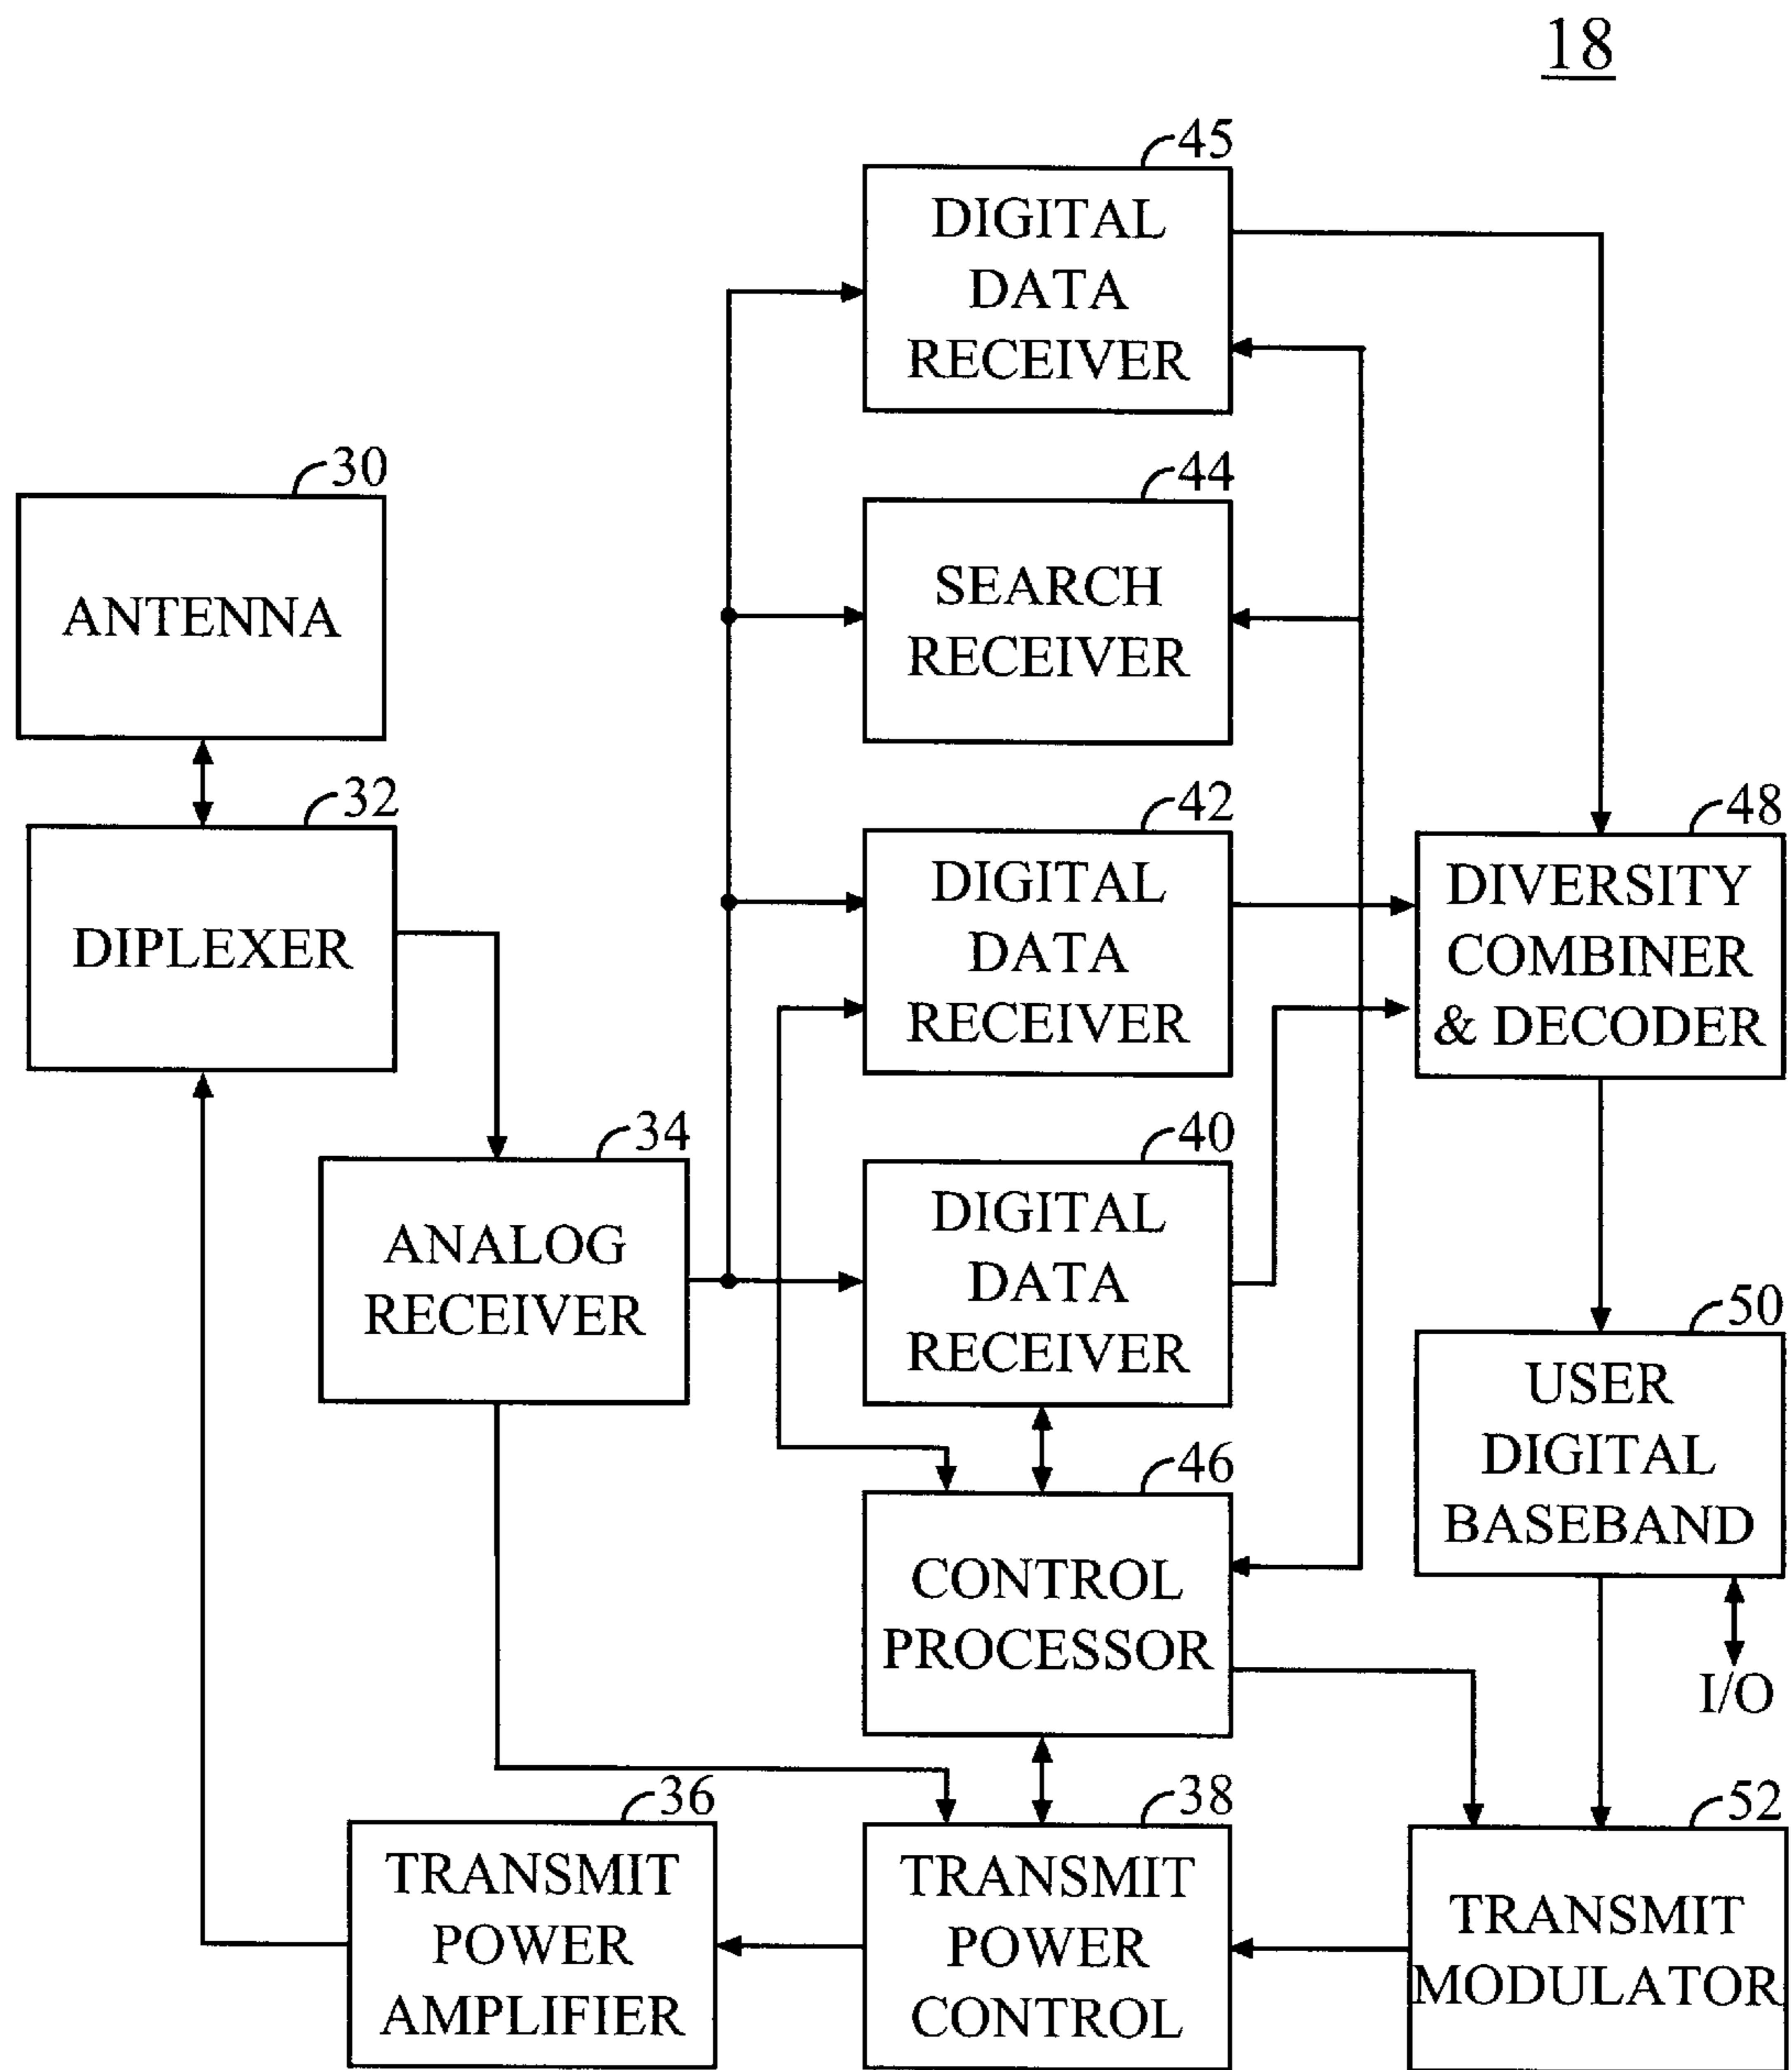 18
45
DIGITAL
DATA
RECEIVER
30
ANTENNA
44
SEARCH
RECEIVER
32
DIPLEXER
42
DIGITAL
DATA
RECEIVER
48
DIVERSITY
COMBINER
& DECODER
34
ANALOG
RECEIVER
40
DIGITAL
DATA
RECEIVER
50
USER
DIGITAL
BASEBAND
I/O
46
CONTROL
PROCESSOR
36
TRANSMIT
POWER
AMPLIFIER
38
TRANSMIT
POWER
CONTROL
52
TRANSMIT
MODULATOR